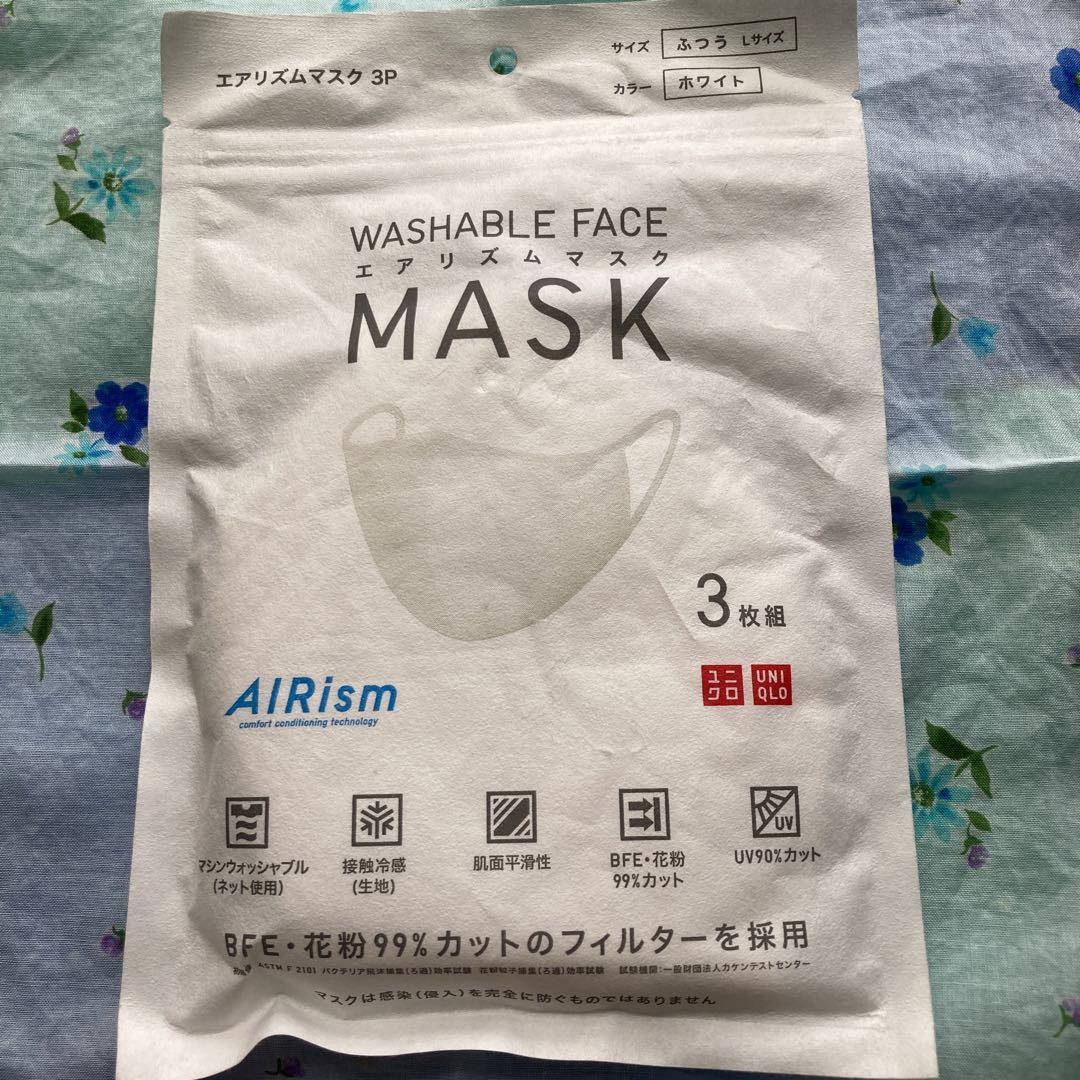 エアリズムマスク 3P
サイズ ふつう Lサイズ
カラー ホワイト
WASHABLE FACE
エアリズムマスク
MASK
3枚組
AIRism
comfort conditioning technology
ユニクロ
UNIQLO
マシンウォッシャブル
(ネット使用)
接触冷感
(生地)
肌面平滑性
BFE・花粉
99%カット
UV
UV90%カット
BFE・花粉99%カットのフィルターを採用
ASTM F 2101 バクテリア飛沫捕集(ろ過)効率試験 花粉粒子捕集(ろ過)効率試験 試験機関:一般財団法人カケンテストセンター
マスクは感染(侵入)を完全に防ぐものではありません